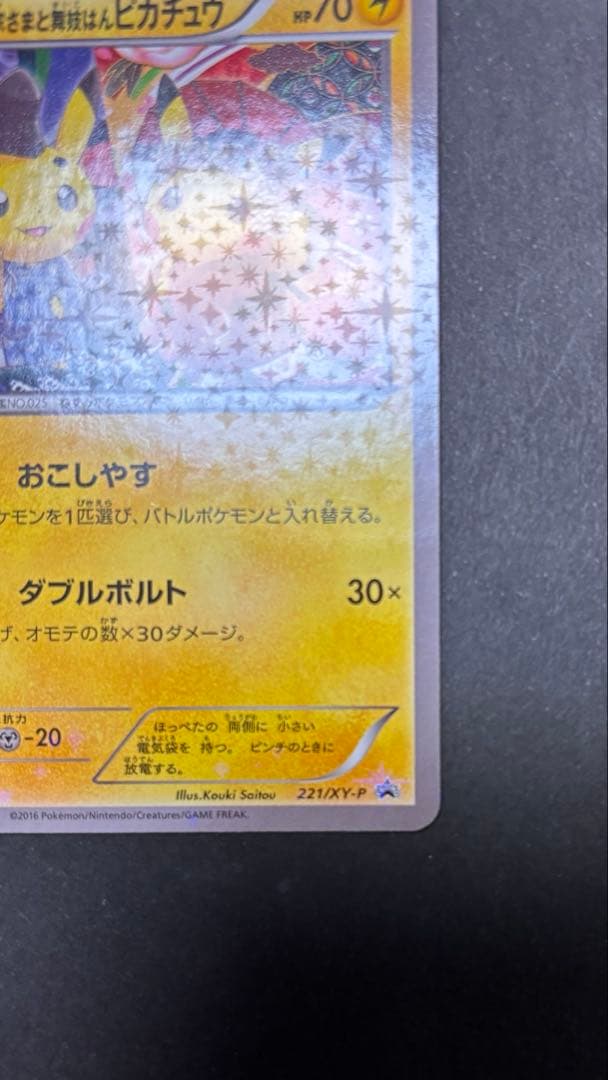 さまと舞妓はんピカチュウ HP70
NO.025
おこしやす
ケモンを1匹選び、バトルポケモンと入れ替える。
ダブルボルト 30×
げ、オモテの数×30ダメージ。
抗力
-20
ほっぺたの 両側に 小さい
電気袋を 持つ。 ピンチのときに
放電する。
Illus.Kouki Saitou 221/XY-P
©2016 Pokémon/Nintendo/Creatures/GAME FREAK.